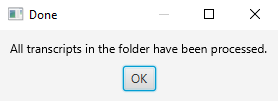 Done
All transcripts in the folder have been processed.
OK